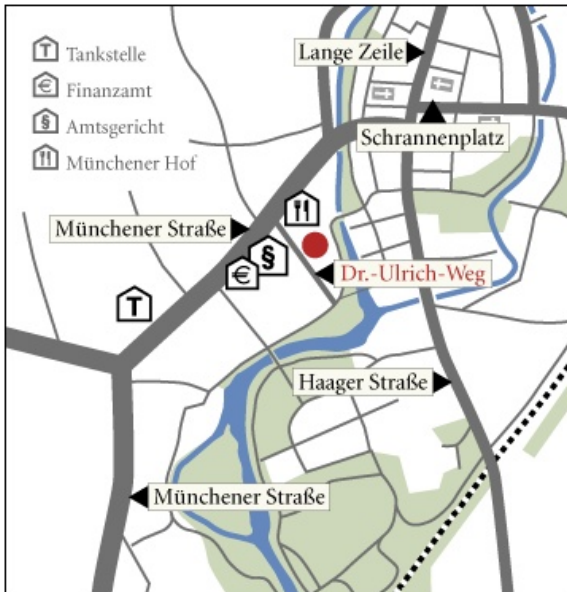 T Tankstelle
€ Finanzamt
§ Amtsgericht
Münchener Hof
Lange Zeile
Schrannenplatz
Münchener Straße
§
€
Dr.-Ulrich-Weg
T
Haager Straße
Münchener Straße